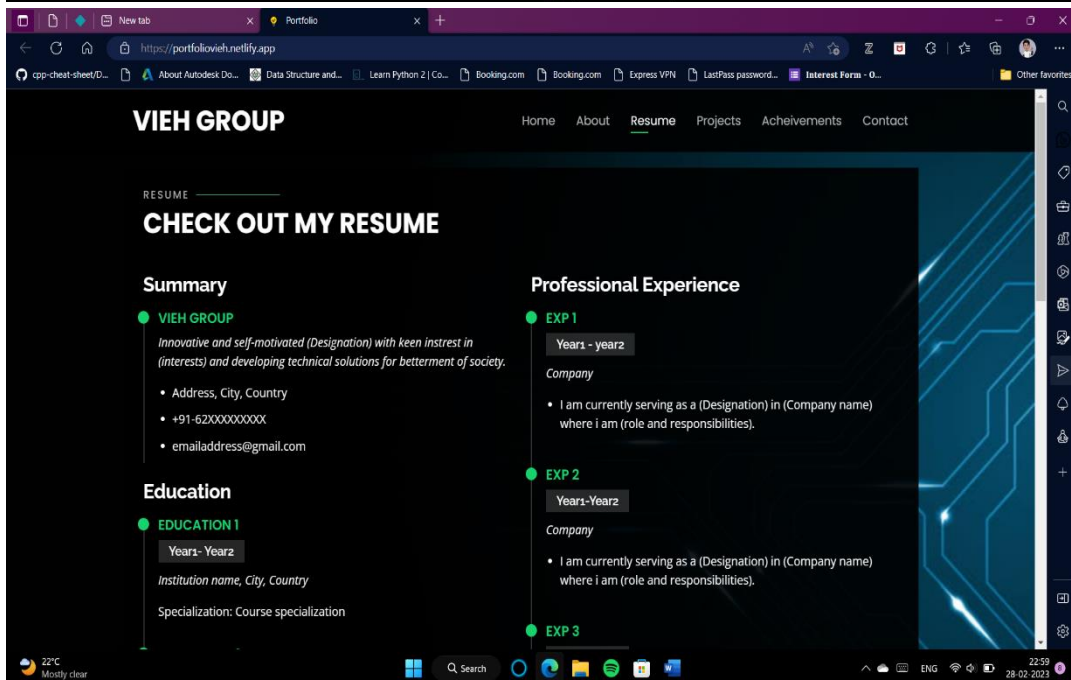 New tab
Portfolio
https://portfoliovieh.netlify.app
cpp-cheat-sheet/D...
About Autodesk Do...
Data Structure and...
Learn Python 2 | Co...
Booking.com
Booking.com
Express VPN
LastPass password...
Interest Form - O...
Other favorites
VIEH GROUP
Home
About
Resume
Projects
Acheivements
Contact
RESUME
CHECK OUT MY RESUME
Summary
VIEH GROUP
Innovative and self-motivated (Designation) with keen instrest in
(interests) and developing technical solutions for betterment of society.
• Address, City, Country
• +91-62XXXXXXXXX
• emailaddress@gmail.com
Education
EDUCATION 1
Year1- Year2
Institution name, City, Country
Specialization: Course specialization
Professional Experience
EXP 1
Year1 - year2
Company
• I am currently serving as a (Designation) in (Company name)
where i am (role and responsibilities).
EXP 2
Year1-Year2
Company
• I am currently serving as a (Designation) in (Company name)
where i am (role and responsibilities).
EXP 3
22°C
Mostly clear
Search
ENG
22:59
28-02-2023
8